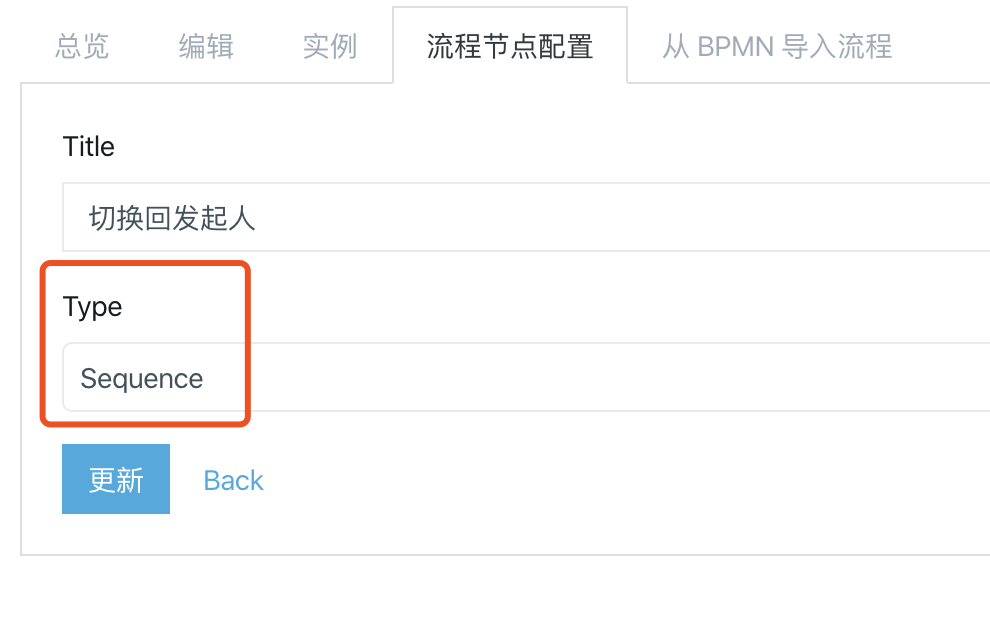 总览 编辑 实例 流程节点配置 从 BPMN 导入流程
Title
切换回发起人
Type
Sequence
更新 Back